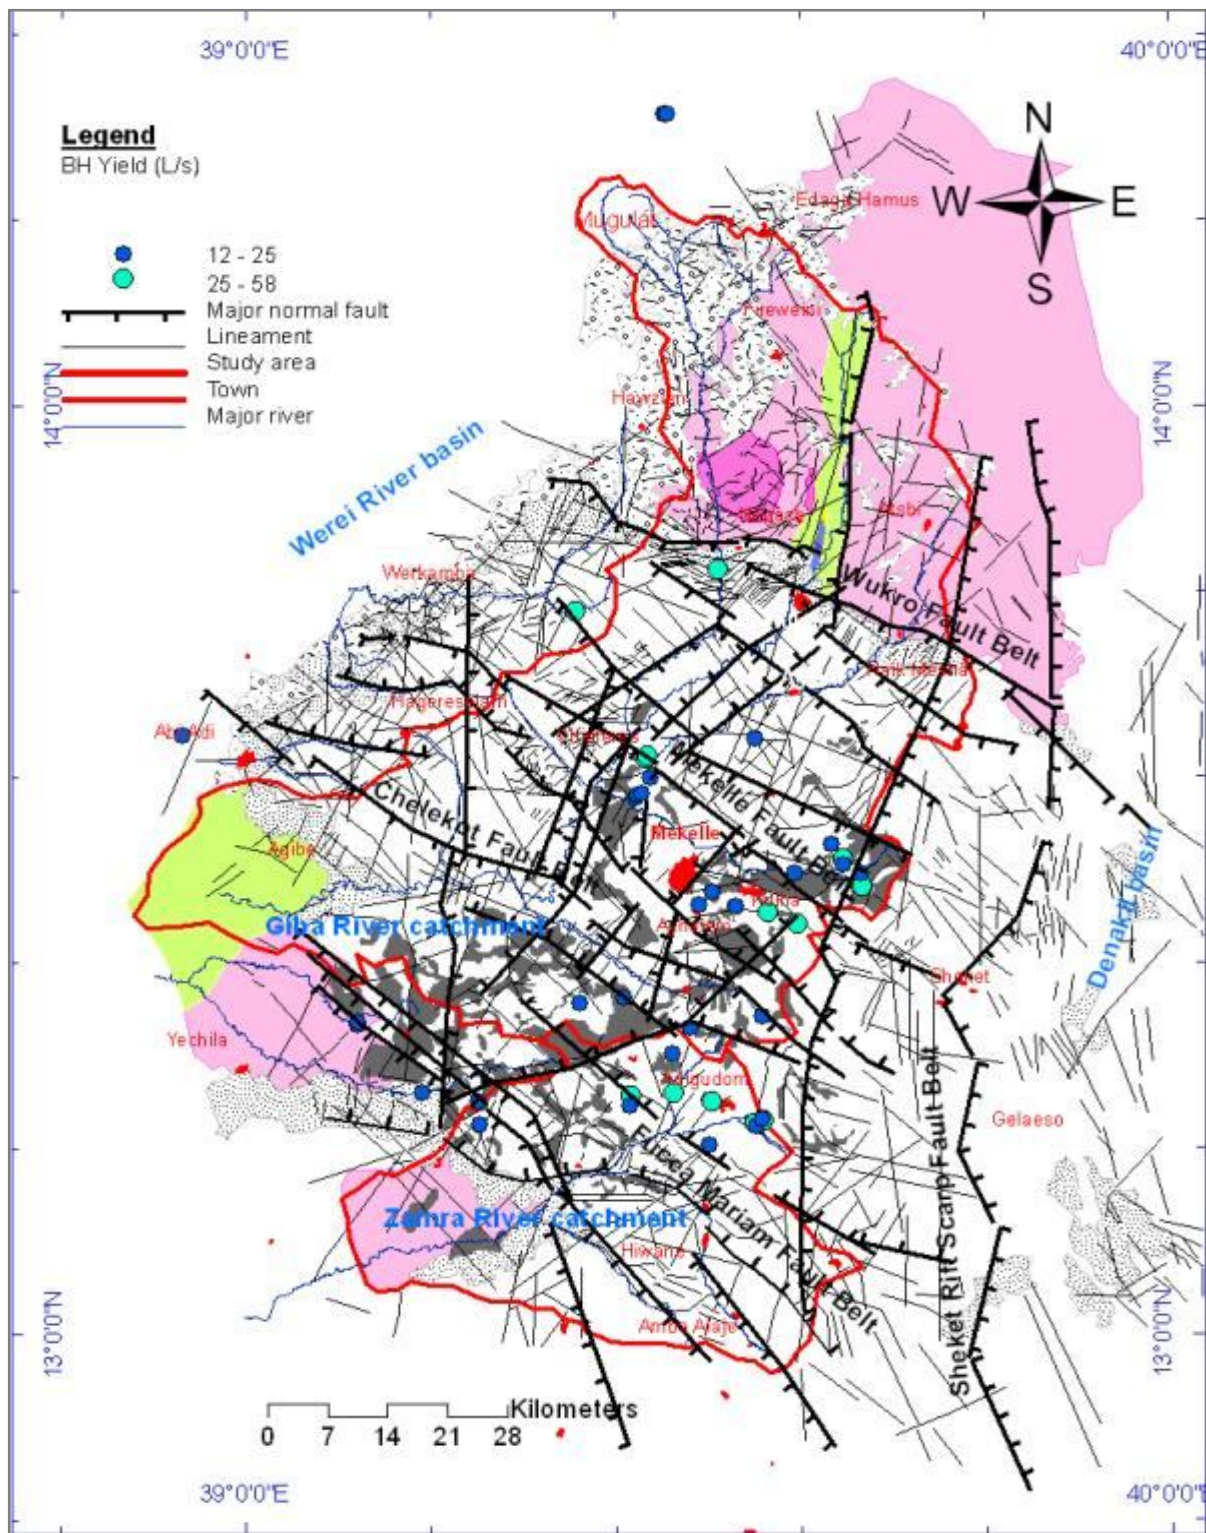 39°0'0"E
40°0'0"E
Legend
BH Yield (L/s)
12 - 25
25 - 58
Major normal fault
Lineament
Study area
Town
Major river
N
W
E
S
Edaga Hamus
Mugulat
Fireweini
14°0'0"N
14°0'0"N
Hawzien
Werei River basin
Atsbi
Werkamba
Wukro Fault Belt
Hagereselam
Abi Adi
Mekelle Fault Belt
Chelekot Fault Belt
Mekelle
Agibe
Denakil basin
Giba River catchment
Shehet
Yechila
Gelaeso
Fucea Mariam Fault Belt
Zamra River catchment
Hiwane
Sheket Rift Scarp Fault Belt
Amba Alaje
13°0'0"N
13°0'0"N
Kilometers
0 7 14 21 28
39°0'0"E
40°0'0"E